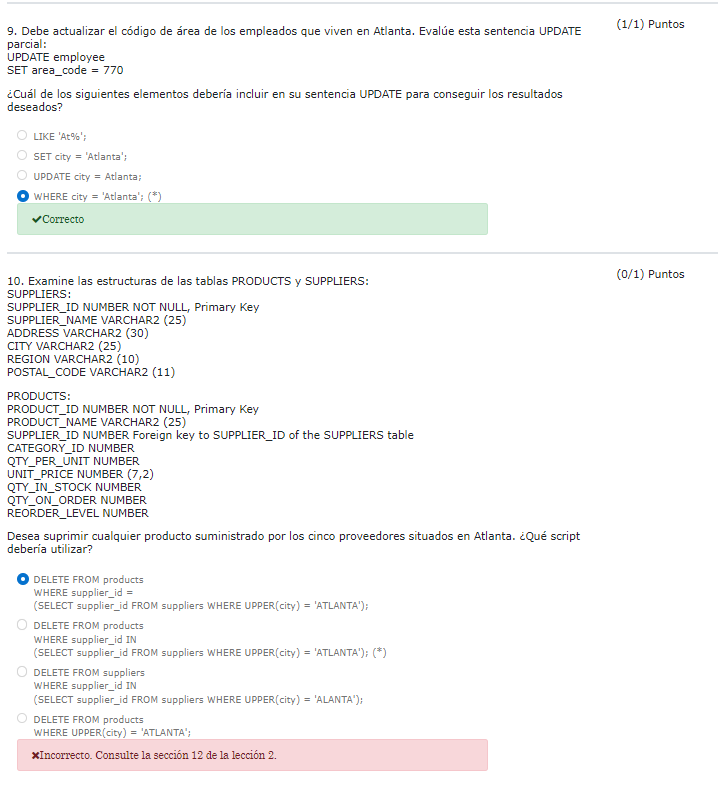 (1/1) Puntos
9. Debe actualizar el código de área de los empleados que viven en Atlanta. Evalúe esta sentencia UPDATE
parcial:
UPDATE employee
SET area_code = 770
¿Cuál de los siguientes elementos debería incluir en su sentencia UPDATE para conseguir los resultados
deseados?
LIKE 'At%';
SET city = 'Atlanta';
UPDATE city = Atlanta;
WHERE city = 'Atlanta'; (*)
✔Correcto
(0/1) Puntos
10. Examine las estructuras de las tablas PRODUCTS y SUPPLIERS:
SUPPLIERS:
SUPPLIER_ID NUMBER NOT NULL, Primary Key
SUPPLIER_NAME VARCHAR2 (25)
ADDRESS VARCHAR2 (30)
CITY VARCHAR2 (25)
REGION VARCHAR2 (10)
POSTAL_CODE VARCHAR2 (11)
PRODUCTS:
PRODUCT_ID NUMBER NOT NULL, Primary Key
PRODUCT_NAME VARCHAR2 (25)
SUPPLIER_ID NUMBER Foreign key to SUPPLIER_ID of the SUPPLIERS table
CATEGORY_ID NUMBER
QTY_PER_UNIT NUMBER
UNIT_PRICE NUMBER (7,2)
QTY_IN_STOCK NUMBER
QTY_ON_ORDER NUMBER
REORDER_LEVEL NUMBER
Desea suprimir cualquier producto suministrado por los cinco proveedores situados en Atlanta. ¿Qué script
debería utilizar?
DELETE FROM products
WHERE supplier_id =
(SELECT supplier_id FROM suppliers WHERE UPPER(city) = 'ATLANTA');
DELETE FROM products
WHERE supplier_id IN
(SELECT supplier_id FROM suppliers WHERE UPPER(city) = 'ATLANTA'); (*)
DELETE FROM suppliers
WHERE supplier_id IN
(SELECT supplier_id FROM suppliers WHERE UPPER(city) = 'ALANTA');
DELETE FROM products
WHERE UPPER(city) = 'ATLANTA';
✖Incorrecto. Consulte la sección 12 de la lección 2.